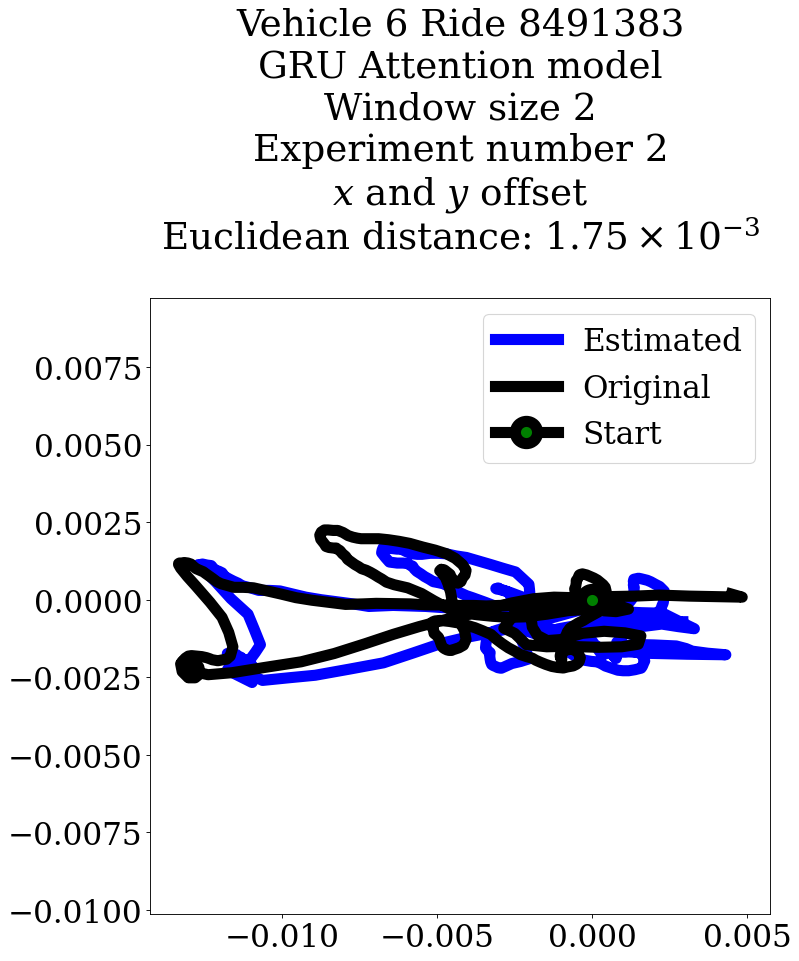 Vehicle 6 Ride 8491383
GRU Attention model
Window size 2
Experiment number 2
x and y offset
Euclidean distance: 1.75 × 10⁻³
Estimated
Original
Start
0.0075
0.0050
0.0025
0.0000
−0.0025
−0.0050
−0.0075
−0.0100
−0.010
−0.005
0.000
0.005